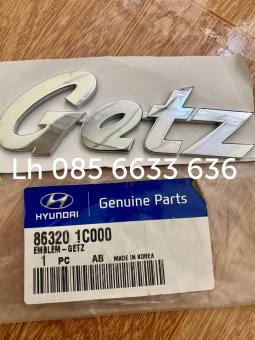 Getz
Lh 085 6633 636
HYUNDAI
Genuine Parts
86320 1C000
EMBLEM-GETZ
1 PC AB MADE IN KOREA